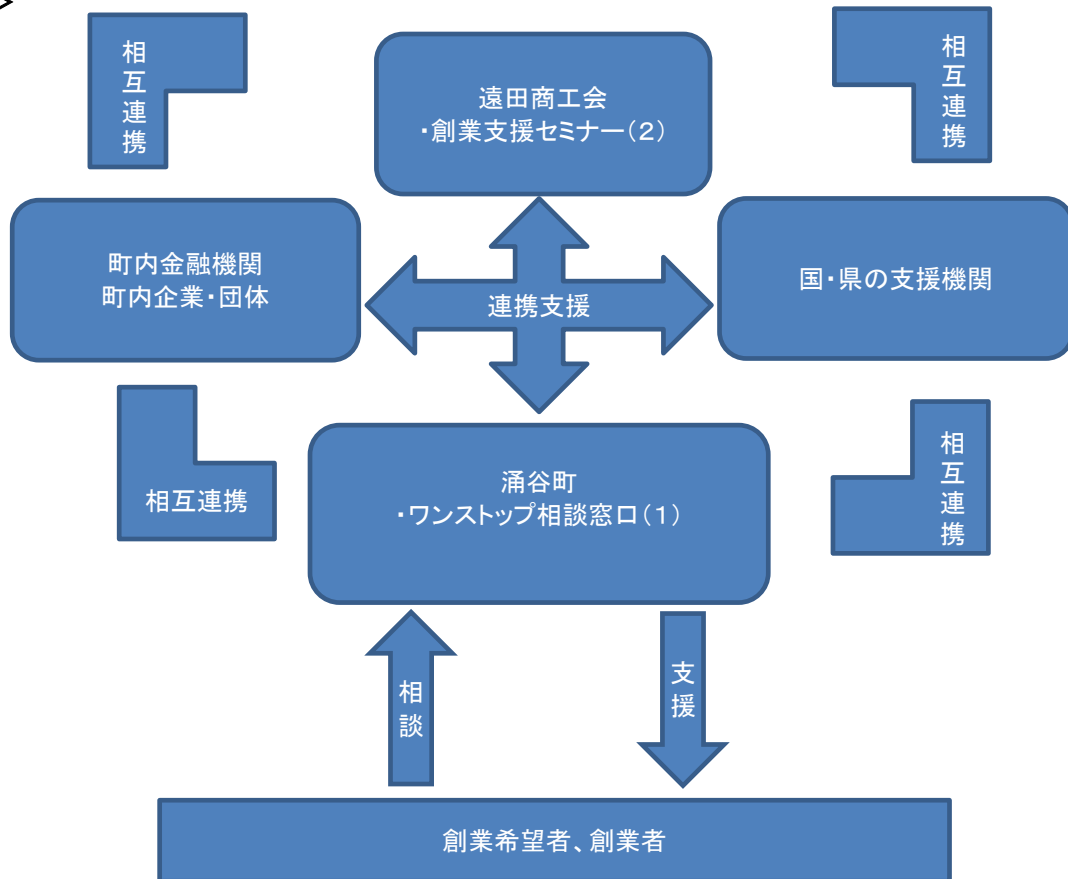 相互連携
遠田商工会
・創業支援セミナー(2)
相互連携
町内金融機関
町内企業・団体
連携支援
国・県の支援機関
相互連携
涌谷町
・ワンストップ相談窓口(1)
相互連携
相談
支援
創業希望者、創業者